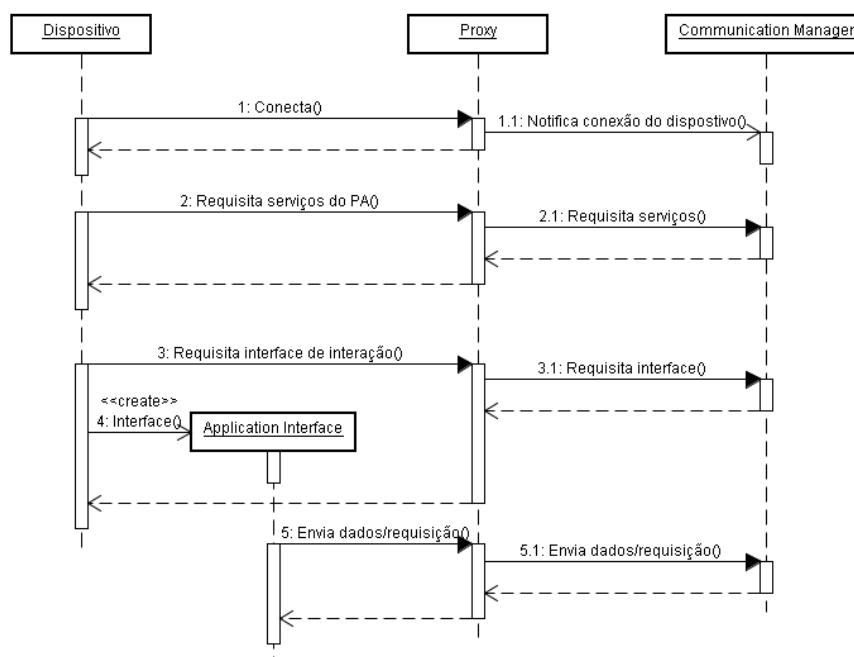 Dispositivo
Proxy
Communication Manager
1: Conecta()
1.1: Notifica conexão do dispostivo()
2: Requisita serviços do PA()
2.1: Requisita serviços()
3: Requisita interface de interação()
3.1: Requisita interface()
<<create>>
4: Interface()
Application Interface
5: Envia dados/requisição()
5.1: Envia dados/requisição()